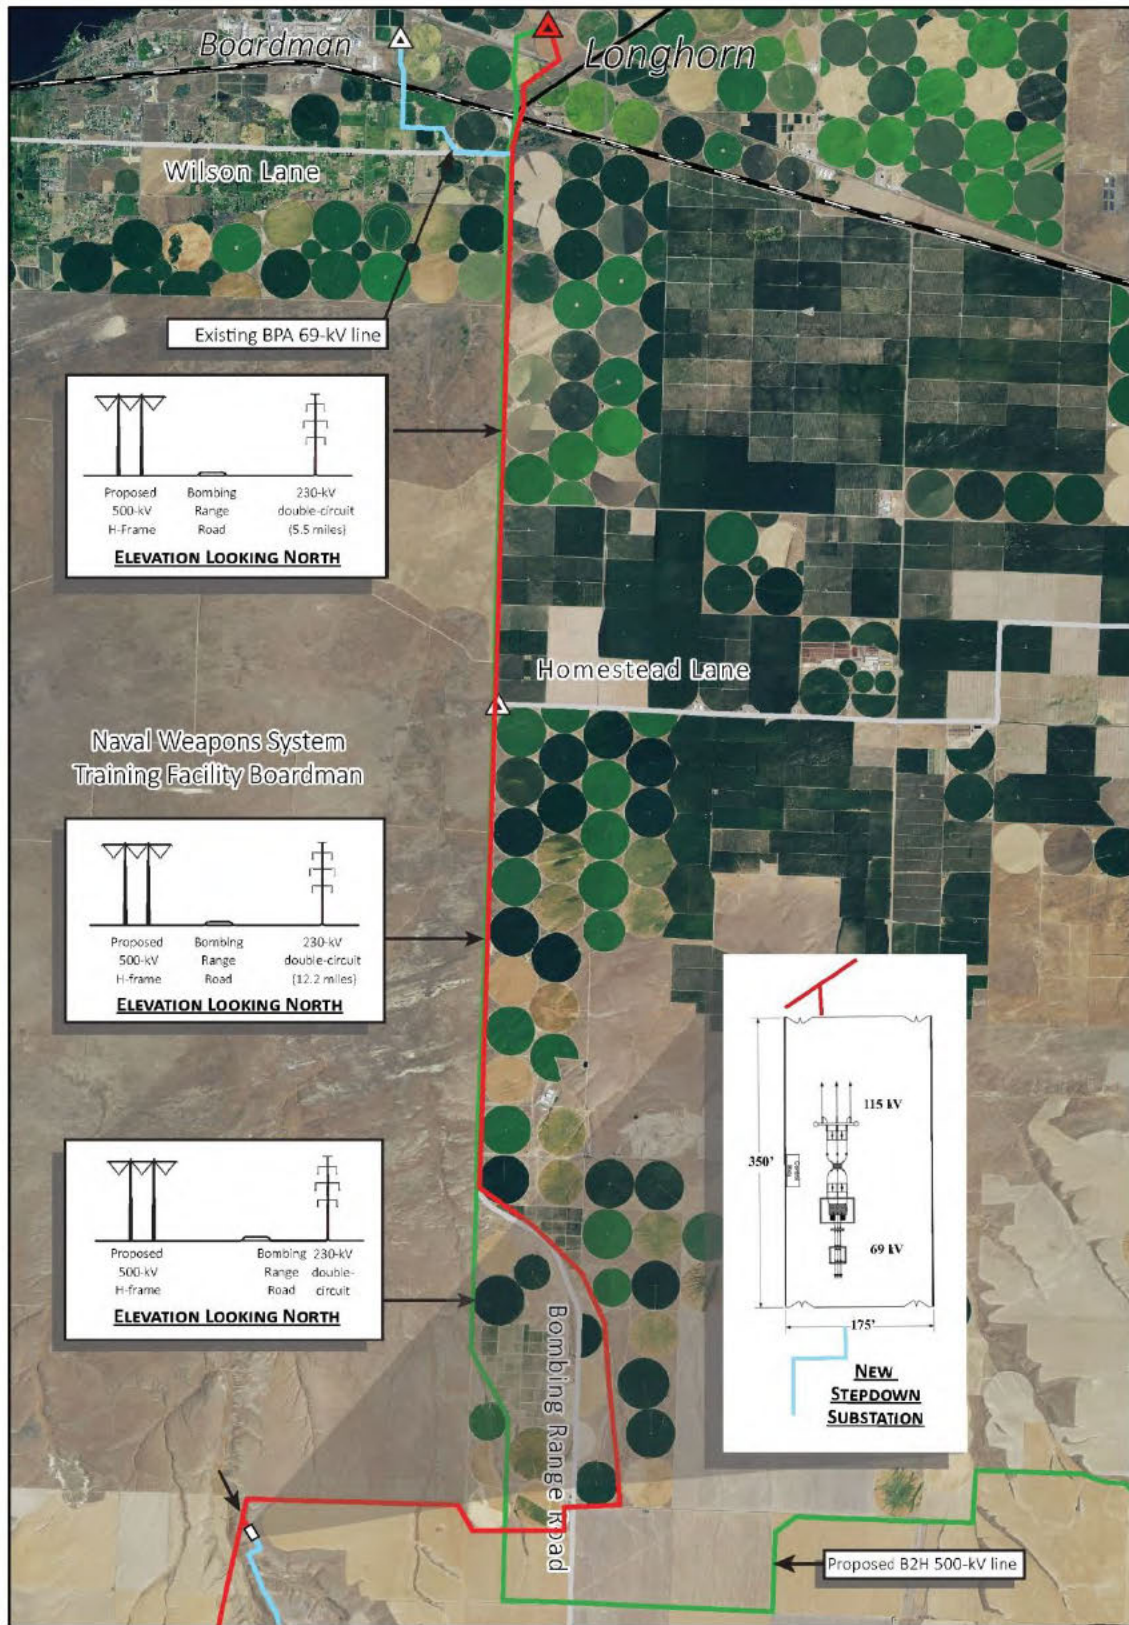 Boardman
Longhorn
Wilson Lane
Existing BPA 69-kV line
Proposed Bombing 230-kV
500-kV Range double-circuit
H-Frame Road (5.5 miles)
ELEVATION LOOKING NORTH
Homestead Lane
Naval Weapons System
Training Facility Boardman
Proposed Bombing 230-kV
500-kV Range double-circuit
H-frame Road (12.2 miles)
ELEVATION LOOKING NORTH
115 kV
350'
Control
69 kV
175'
NEW
STEPDOWN
SUBSTATION
Proposed Bombing 230-kV
500-kV Range double-
H-frame Road circuit
ELEVATION LOOKING NORTH
Bombing Range Road
Proposed B2H 500-kV line